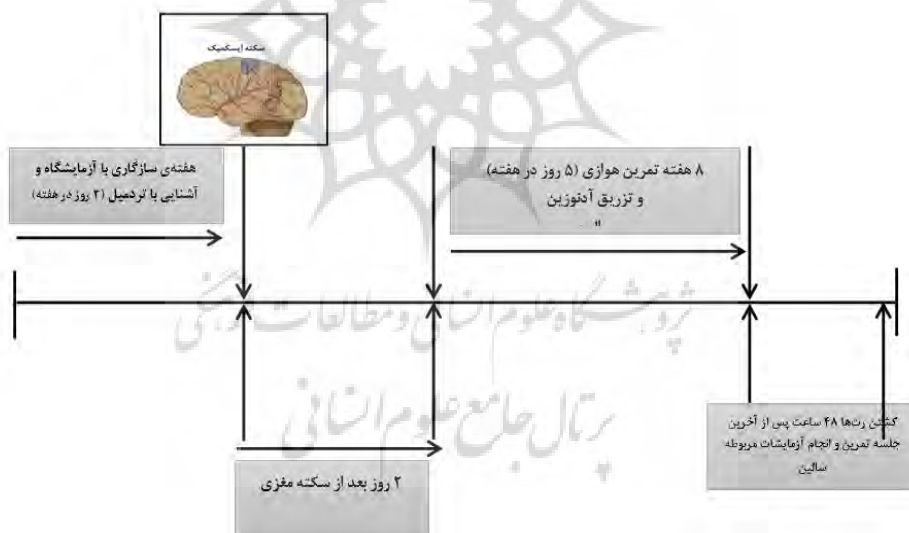 سکته ایسکمیک
هفته‌ی سازگاری با آزمایشگاه و
آشنایی با تردمیل (۲ روز در هفته)
۸ هفته تمرین هوازی (۵ روز در هفته)
و تزریق آدنوزین
"
پژوهشگاه علوم انسانی و مطالعات فرهنگی
پرتال جامع علوم انسانی
۲ روز بعد از سکته مغزی
کشتن رت‌ها ۴۸ ساعت پس از آخرین
جلسه تمرین و انجام آزمایشات مربوطه
سالین